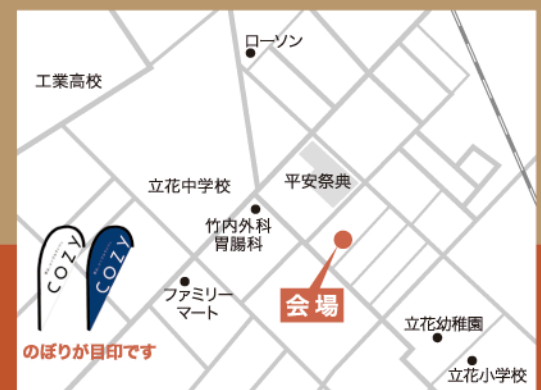 ローソン
工業高校
立花中学校
平安祭典
竹内外科
胃腸科
COZY
COZY
ファミリー
マート
会場
立花幼稚園
のぼりが目印です
立花小学校